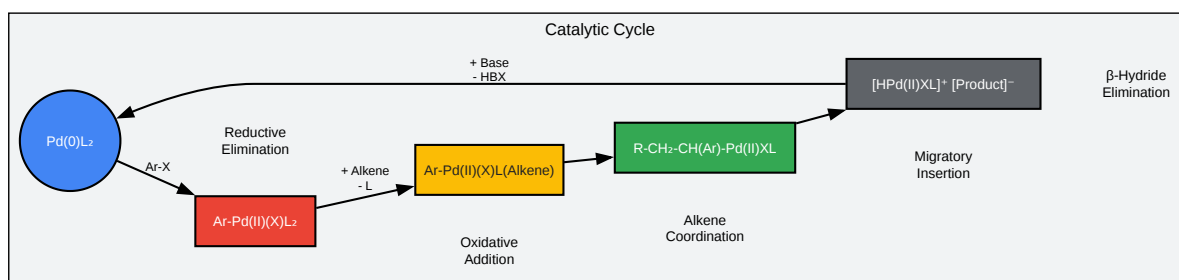 Catalytic Cycle
+ Base
- HBX
[HPd(II)XL]⁺ [Product]⁻
β-Hydride
Elimination
Pd(0)L₂
Reductive
Elimination
Ar-X
+ Alkene
- L
Ar-Pd(II)(X)L(Alkene)
R-CH₂-CH(Ar)-Pd(II)XL
Migratory
Insertion
Ar-Pd(II)(X)L₂
Oxidative
Addition
Alkene
Coordination